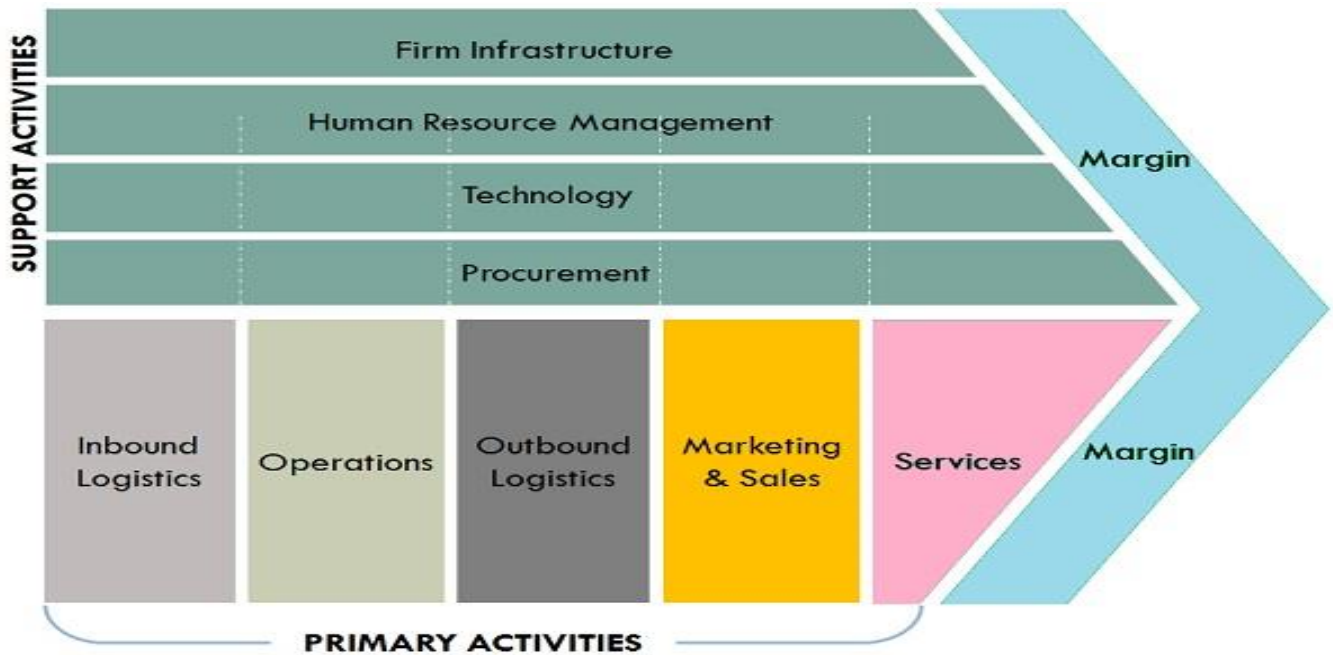 SUPPORT ACTIVITIES
Firm Infrastructure
Human Resource Management
Technology
Procurement
Margin
Inbound
Logistics
Operations
Outbound
Logistics
Marketing
& Sales
Services
Margin
PRIMARY ACTIVITIES